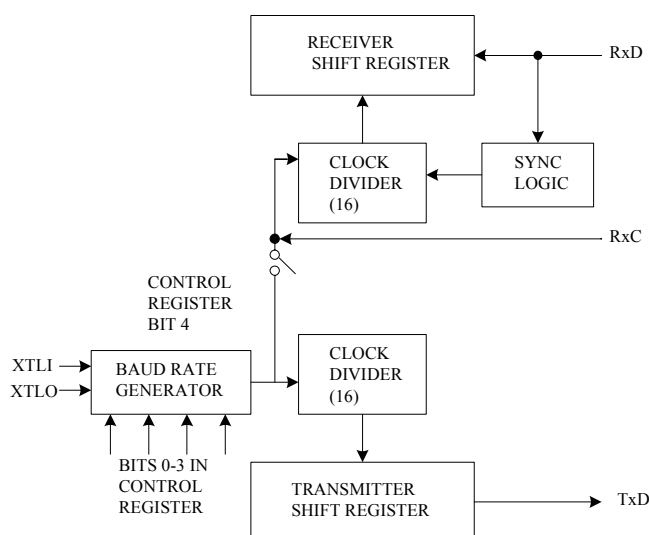 RECEIVER
SHIFT REGISTER
RxD
CLOCK
DIVIDER
(16)
SYNC
LOGIC
RxC
CONTROL
REGISTER
BIT 4
XTLI
XTLO
BAUD RATE
GENERATOR
CLOCK
DIVIDER
(16)
BITS 0-3 IN
CONTROL
REGISTER
TRANSMITTER
SHIFT REGISTER
TxD